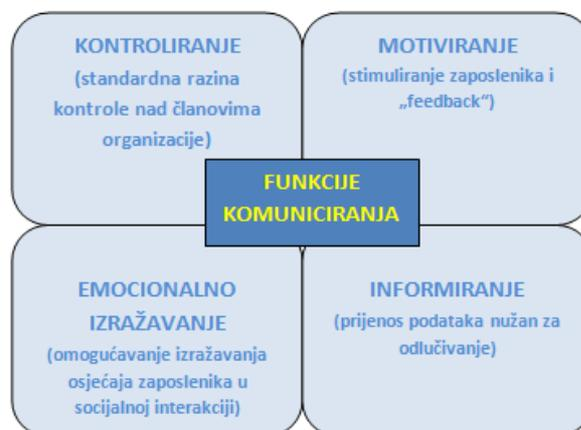 KONTROLIRANJE
(standardna razina
kontrole nad članovima
organizacije)
MOTIVIRANJE
(stimuliranje zaposlenika i
„feedback“)
FUNKCIJE
KOMUNICIRANJA
EMOCIONALNO
IZRAŽAVANJE
(omogućavanje izražavanja
osjećaja zaposlenika u
socijalnoj interakciji)
INFORMIRANJE
(prijenos podataka nužan za
odlučivanje)